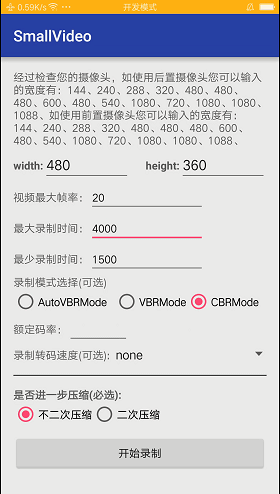 0.59K/s
开发模式
SmallVideo
经过检查您的摄像头，如使用后置摄像头您可以输入
的宽度有：144、240、288、320、480、480、
480、600、480、540、1080、720、1080、1080、
1088、如使用前置摄像头您可以输入的宽度有：
144、240、288、320、480、480、480、600、
480、540、1080、720、1080、1080、1088、
width: 480 height: 360
视频最大帧率： 20
最大录制时间： 4000
最少录制时间： 1500
录制模式选择(可选)
AutoVBRMode VBRMode CBRMode
额定码率：
录制转码速度(可选): none
是否进一步压缩(必选):
不二次压缩 二次压缩
开始录制